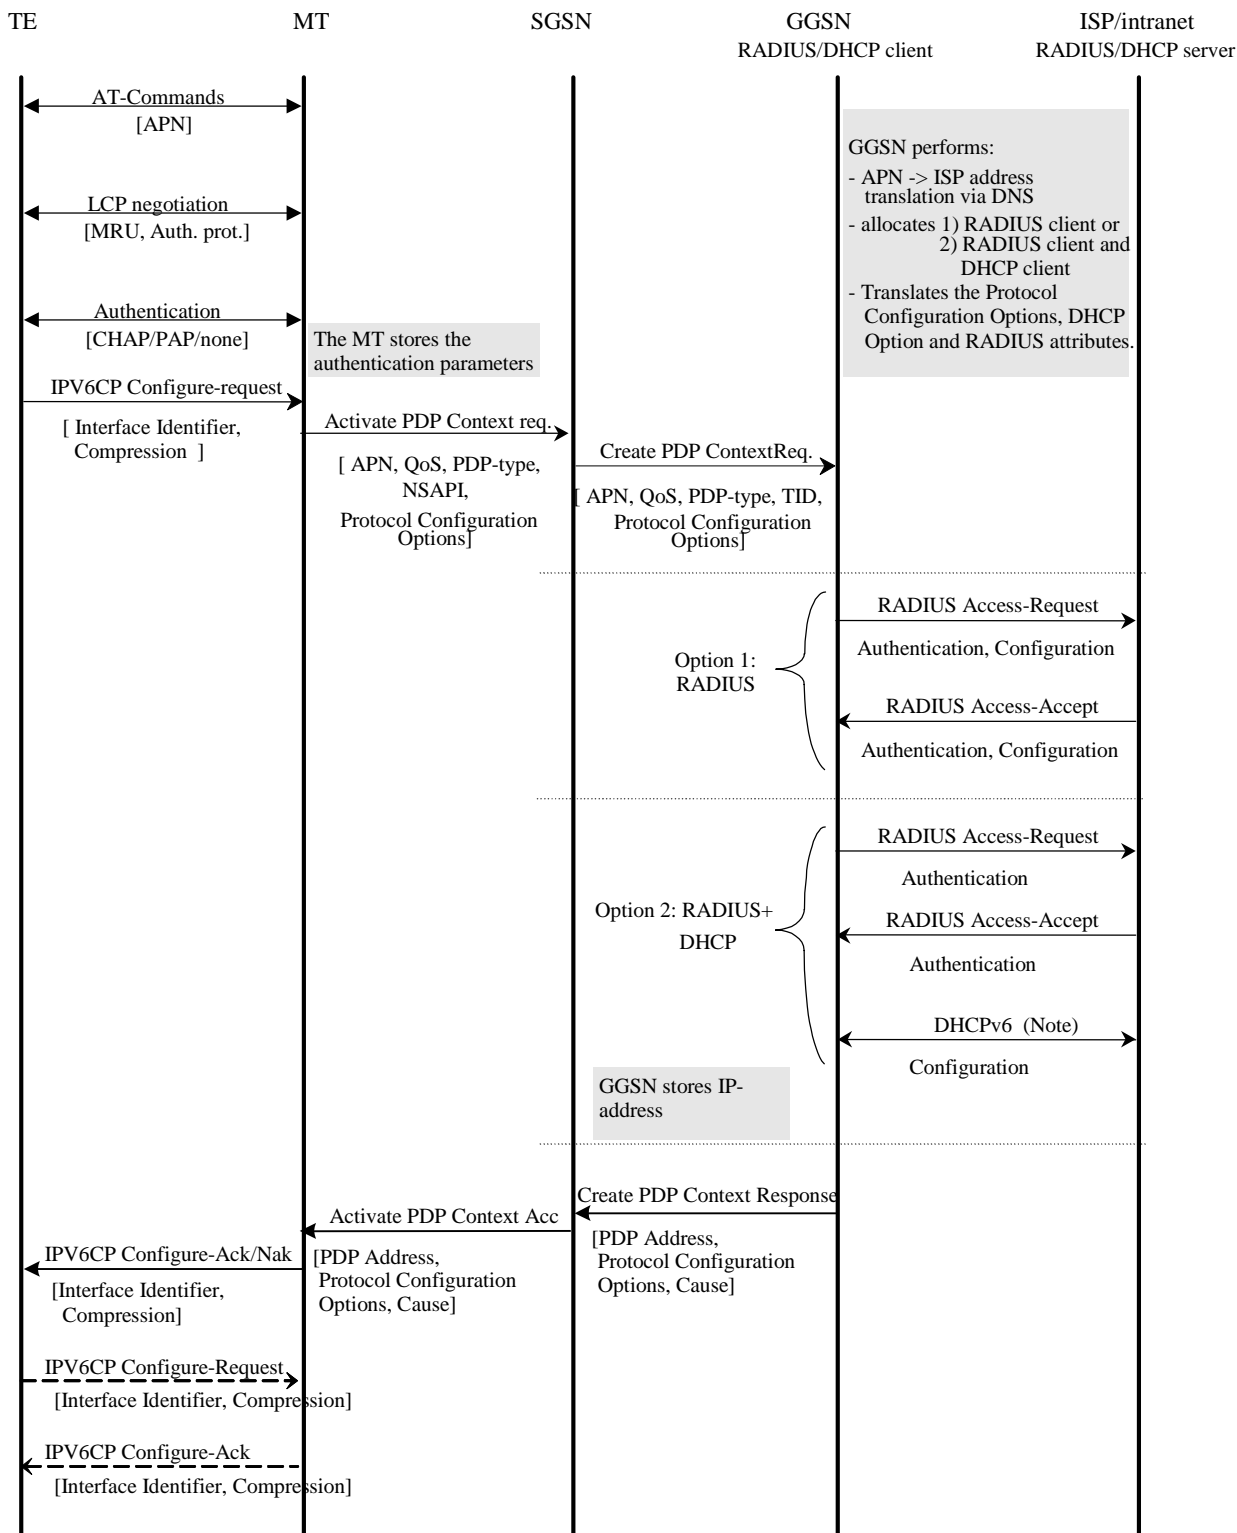 TE
MT
SGSN
GGSN
ISP/intranet
RADIUS/DHCP client
RADIUS/DHCP server
AT-Commands
[APN]
GGSN performs:
- APN -> ISP address
translation via DNS
- allocates 1) RADIUS client or
2) RADIUS client and
DHCP client
- Translates the Protocol
Configuration Options, DHCP
Option and RADIUS attributes.
LCP negotiation
[MRU, Auth. prot.]
Authentication
[CHAP/PAP/none]
The MT stores the
authentication parameters
IPV6CP Configure-request
[ Interface Identifier,
Compression ]
Activate PDP Context req.
[ APN, QoS, PDP-type,
NSAPI,
Protocol Configuration
Options]
Create PDP ContextReq.
[ APN, QoS, PDP-type, TID,
Protocol Configuration
Options]
RADIUS Access-Request
Authentication, Configuration
Option 1:
RADIUS
RADIUS Access-Accept
Authentication, Configuration
RADIUS Access-Request
Authentication
Option 2: RADIUS+
DHCP
RADIUS Access-Accept
Authentication
DHCPv6 (Note)
Configuration
GGSN stores IP-
address
Create PDP Context Response
[PDP Address,
Protocol Configuration
Options, Cause]
Activate PDP Context Acc
[PDP Address,
Protocol Configuration
Options, Cause]
IPV6CP Configure-Ack/Nak
[Interface Identifier,
Compression]
IPV6CP Configure-Request
[Interface Identifier, Compression]
IPV6CP Configure-Ack
[Interface Identifier, Compression]